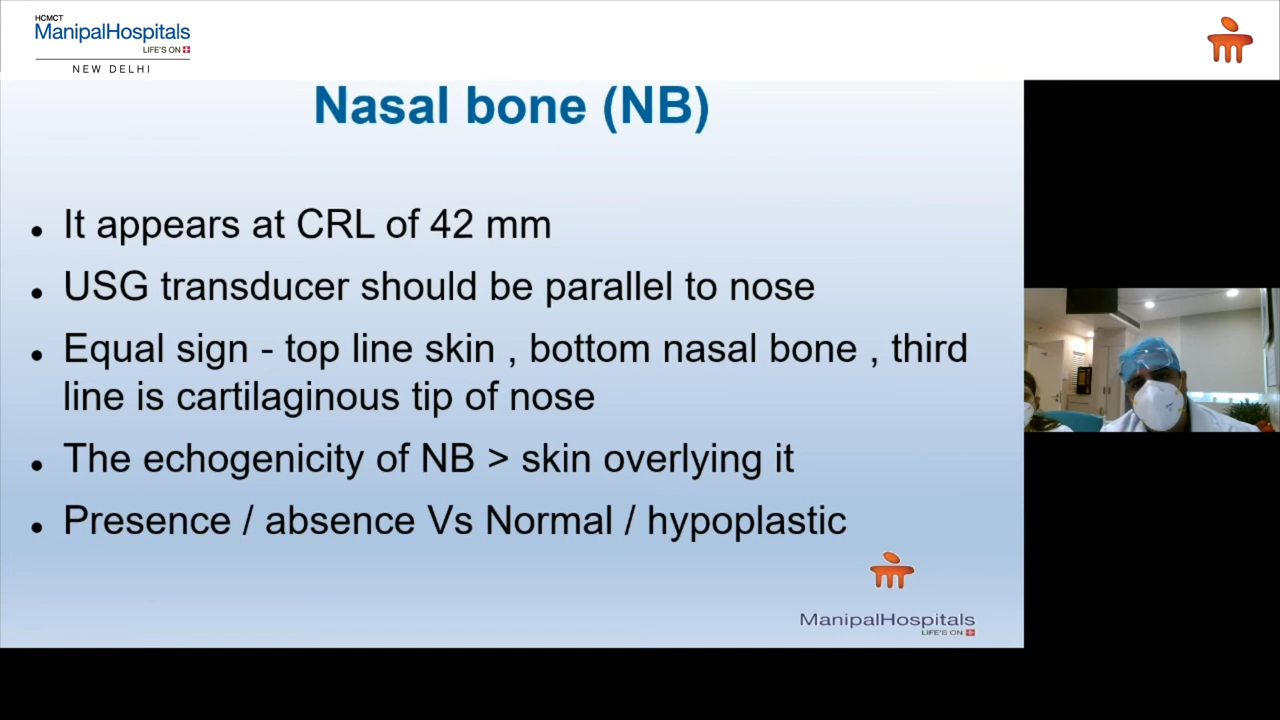 HCMCT
ManipalHospitals
LIFE'S ON
NEW DELHI
Nasal bone (NB)
• It appears at CRL of 42 mm
• USG transducer should be parallel to nose
• Equal sign - top line skin , bottom nasal bone , third
line is cartilaginous tip of nose
• The echogenicity of NB > skin overlying it
• Presence / absence Vs Normal / hypoplastic
ManipalHospitals
LIFE'S ON